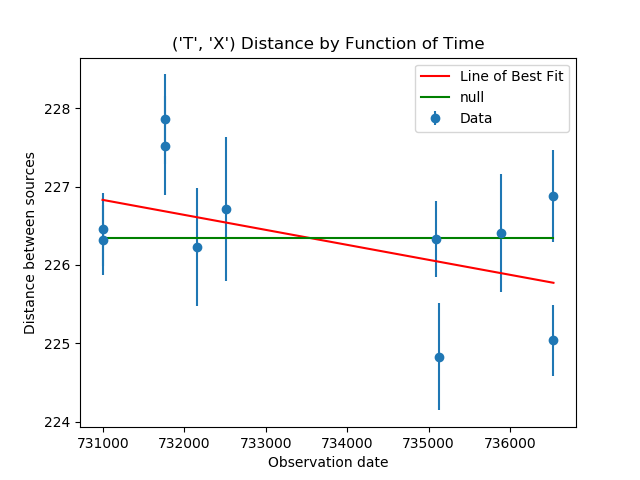 ('T', 'X') Distance by Function of Time
Line of Best Fit
null
Data
Distance between sources
228
227
226
225
224
731000 732000 733000 734000 735000 736000
Observation date